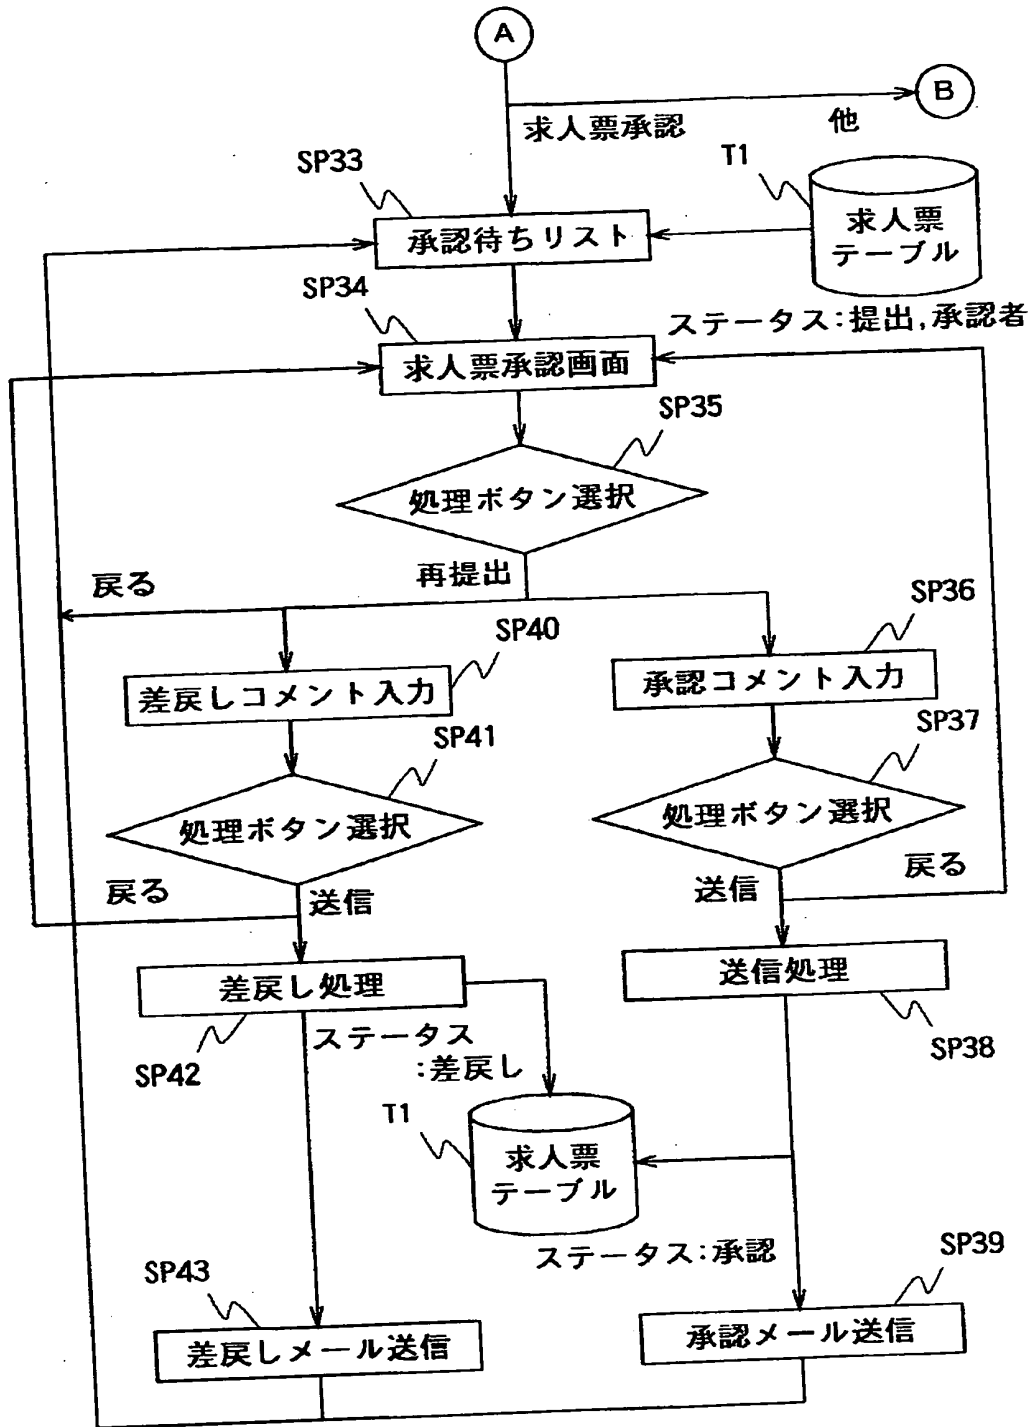 A
B
求人票承認
他
SP33
T1
求人票
テーブル
承認待ちリスト
SP34
ステータス:提出,承認者
求人票承認画面
SP35
処理ボタン選択
戻る
再提出
SP36
SP40
差戻しコメント入力
承認コメント入力
SP41
SP37
処理ボタン選択
処理ボタン選択
戻る
送信
送信
戻る
差戻し処理
送信処理
ステータス
:差戻し
SP42
SP38
T1
求人票
テーブル
ステータス:承認
SP39
SP43
差戻しメール送信
承認メール送信